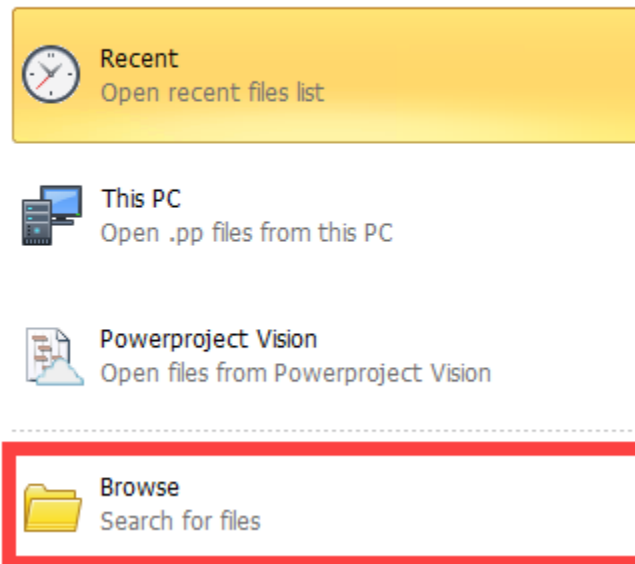 Recent
Open recent files list
This PC
Open .pp files from this PC
Powerproject Vision
Open files from Powerproject Vision
Browse
Search for files